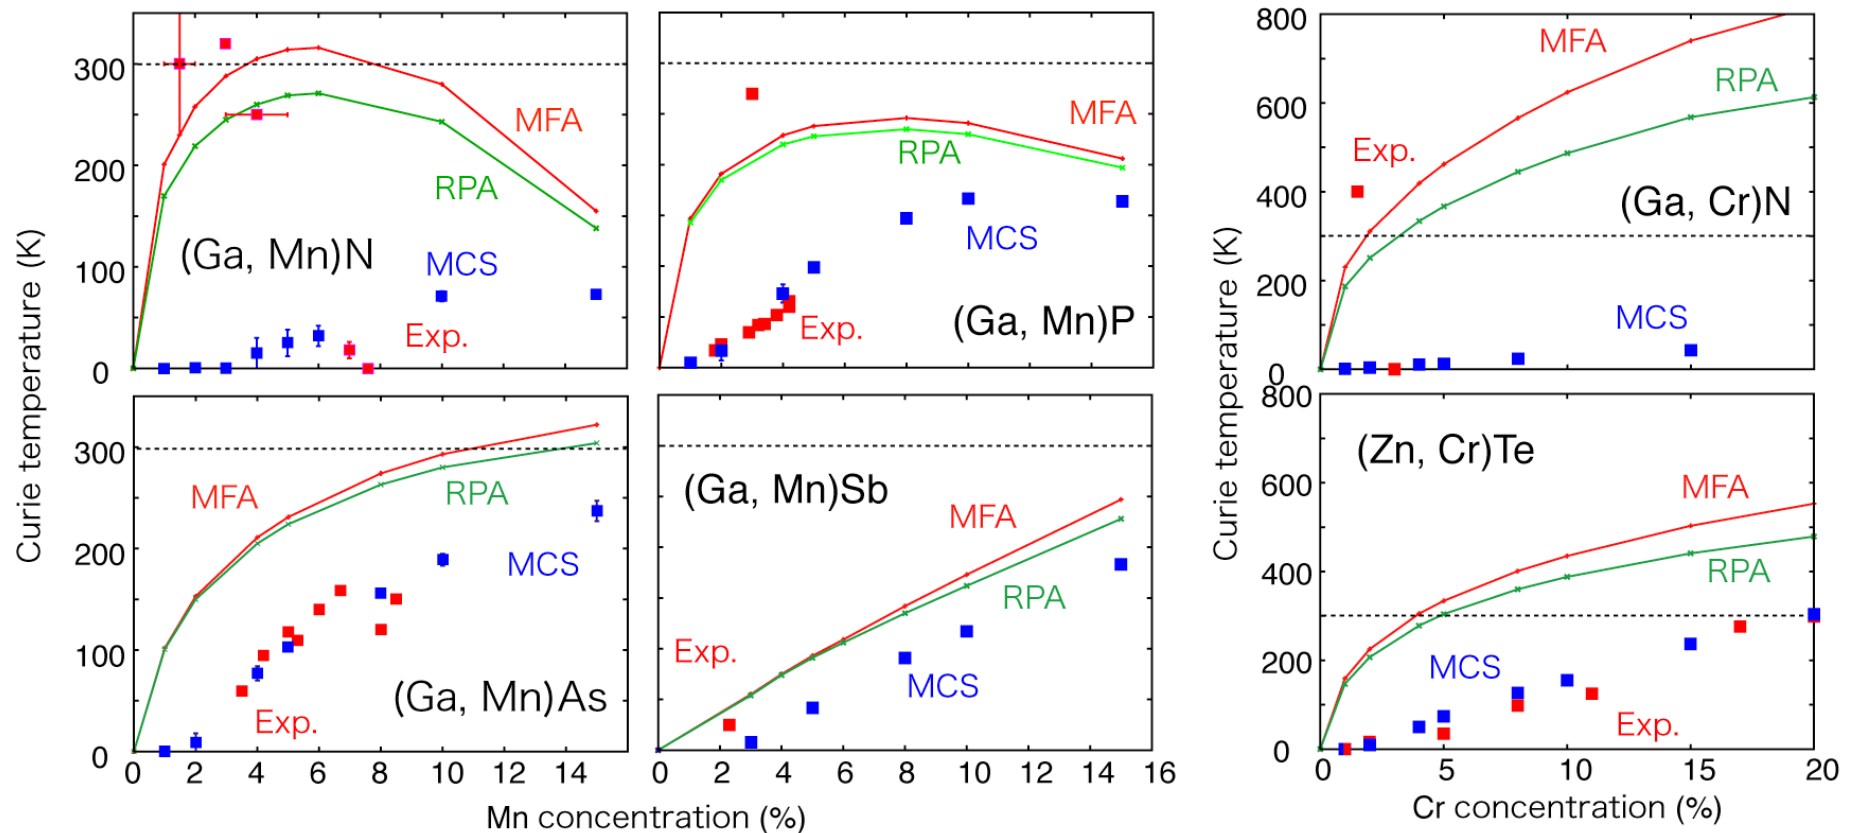 300
200
100
0
MFA
RPA
(Ga, Mn)N
MCS
Exp.
MFA
RPA
MCS
(Ga, Mn)P
Exp.
800
600
400
200
0
MFA
RPA
Exp.
(Ga, Cr)N
MCS
Curie temperature (K)
300
200
100
0
MFA
RPA
MCS
(Ga, Mn)As
Exp.
0 2 4 6 8 10 12 14
(Ga, Mn)Sb
MFA
RPA
Exp.
MCS
0 2 4 6 8 10 12 14 16
Mn concentration (%)
Curie temperature (K)
800
600
400
200
0
(Zn, Cr)Te
MFA
RPA
MCS
Exp.
0 5 10 15 20
Cr concentration (%)